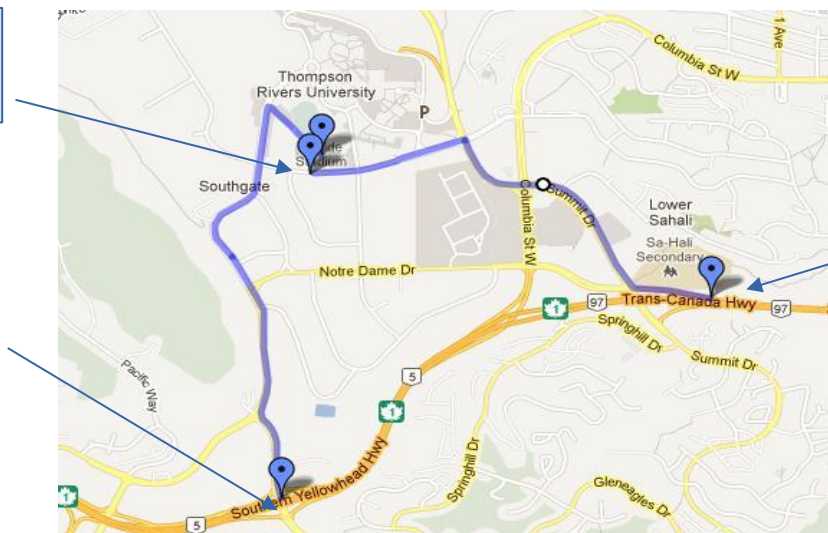 1 Ave
Columbia St W
Thompson
Rivers University
P
Stadium
Southgate
Columbia St W
Summit Dr
Lower
Sahali
Sa-Hali
Secondary
Notre Dame Dr
1
97
Trans-Canada Hwy
97
Springhill Dr
Summit Dr
Pacific Way
5
1
Springhill Dr
Gleneagles Dr
Southern Yellowhead Hwy
1
5